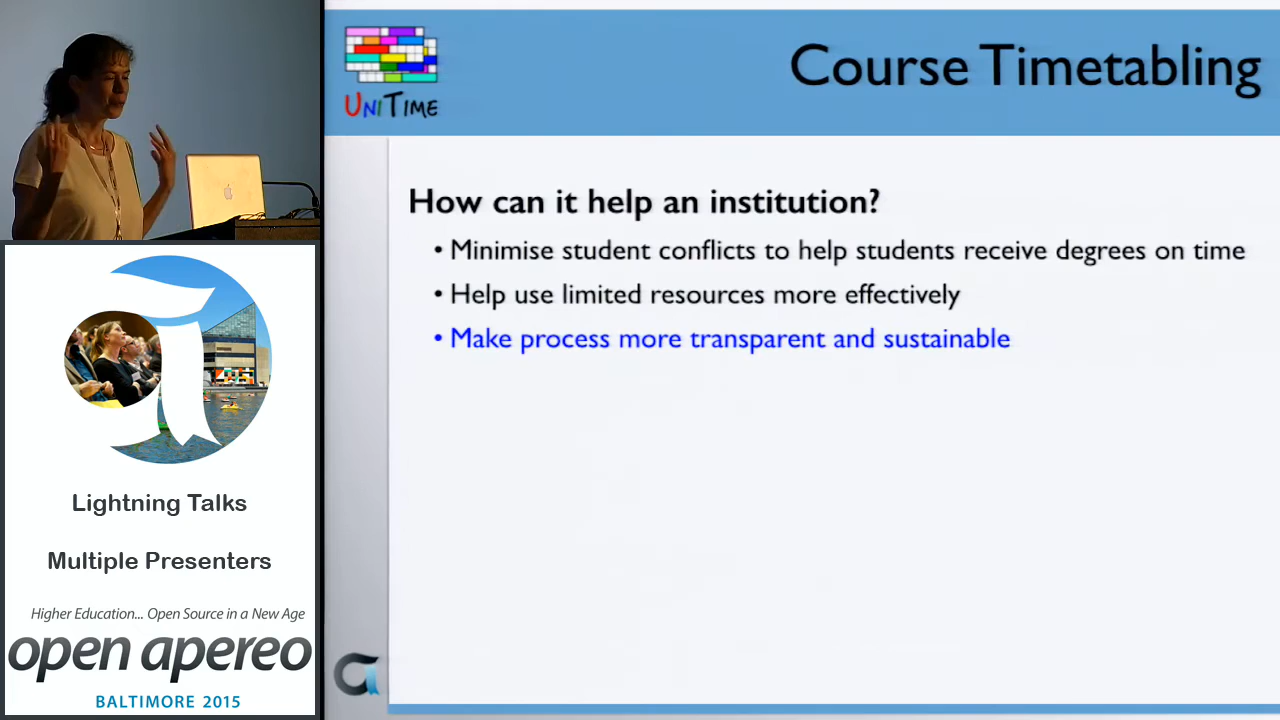 UNITIME
Course Timetabling
How can it help an institution?
• Minimise student conflicts to help students receive degrees on time
• Help use limited resources more effectively
• Make process more transparent and sustainable
Lightning Talks
Multiple Presenters
Higher Education... Open Source in a New Age
open apereo
BALTIMORE 2015